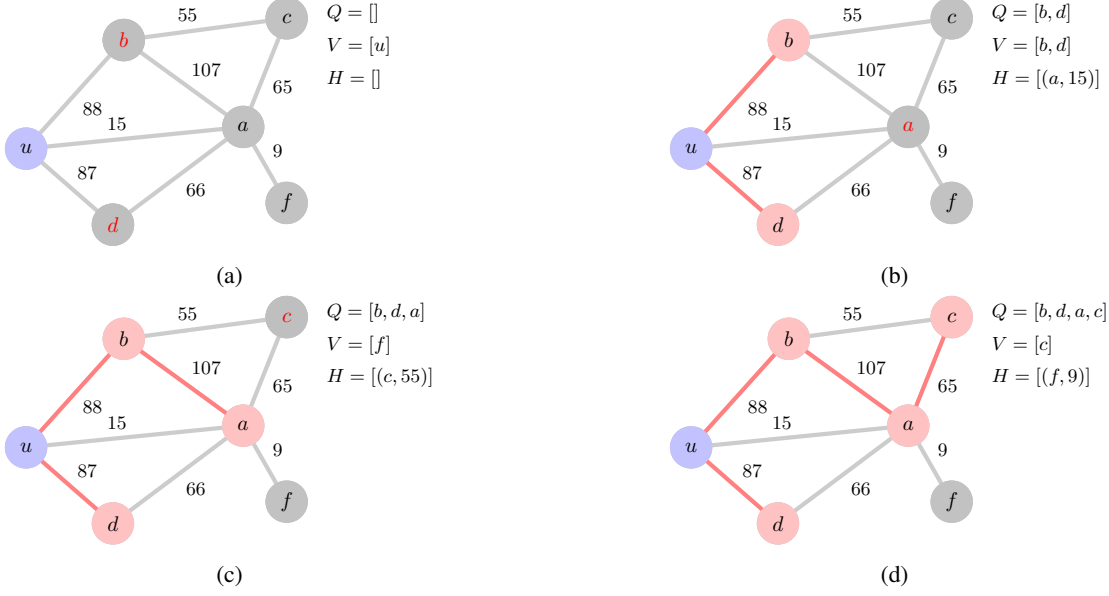 55
c
Q = []
b
V = [u]
107
H = []
65
88
15
a
u
9
87
66
f
d
(a)
55
c
Q = [b, d]
b
V = [b, d]
107
H = [(a, 15)]
65
88
15
a
u
9
87
66
f
d
(b)
55
c
Q = [b, d, a]
b
V = [f]
107
H = [(c, 55)]
65
88
15
a
u
9
87
66
f
d
(c)
55
c
Q = [b, d, a, c]
b
V = [c]
107
H = [(f, 9)]
65
88
15
a
u
9
87
66
f
d
(d)